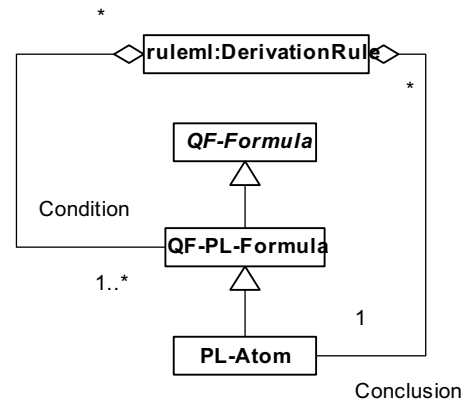 *
ruleml:DerivationRule
*
QF-Formula
Condition
QF-PL-Formula
1..*
1
PL-Atom
Conclusion